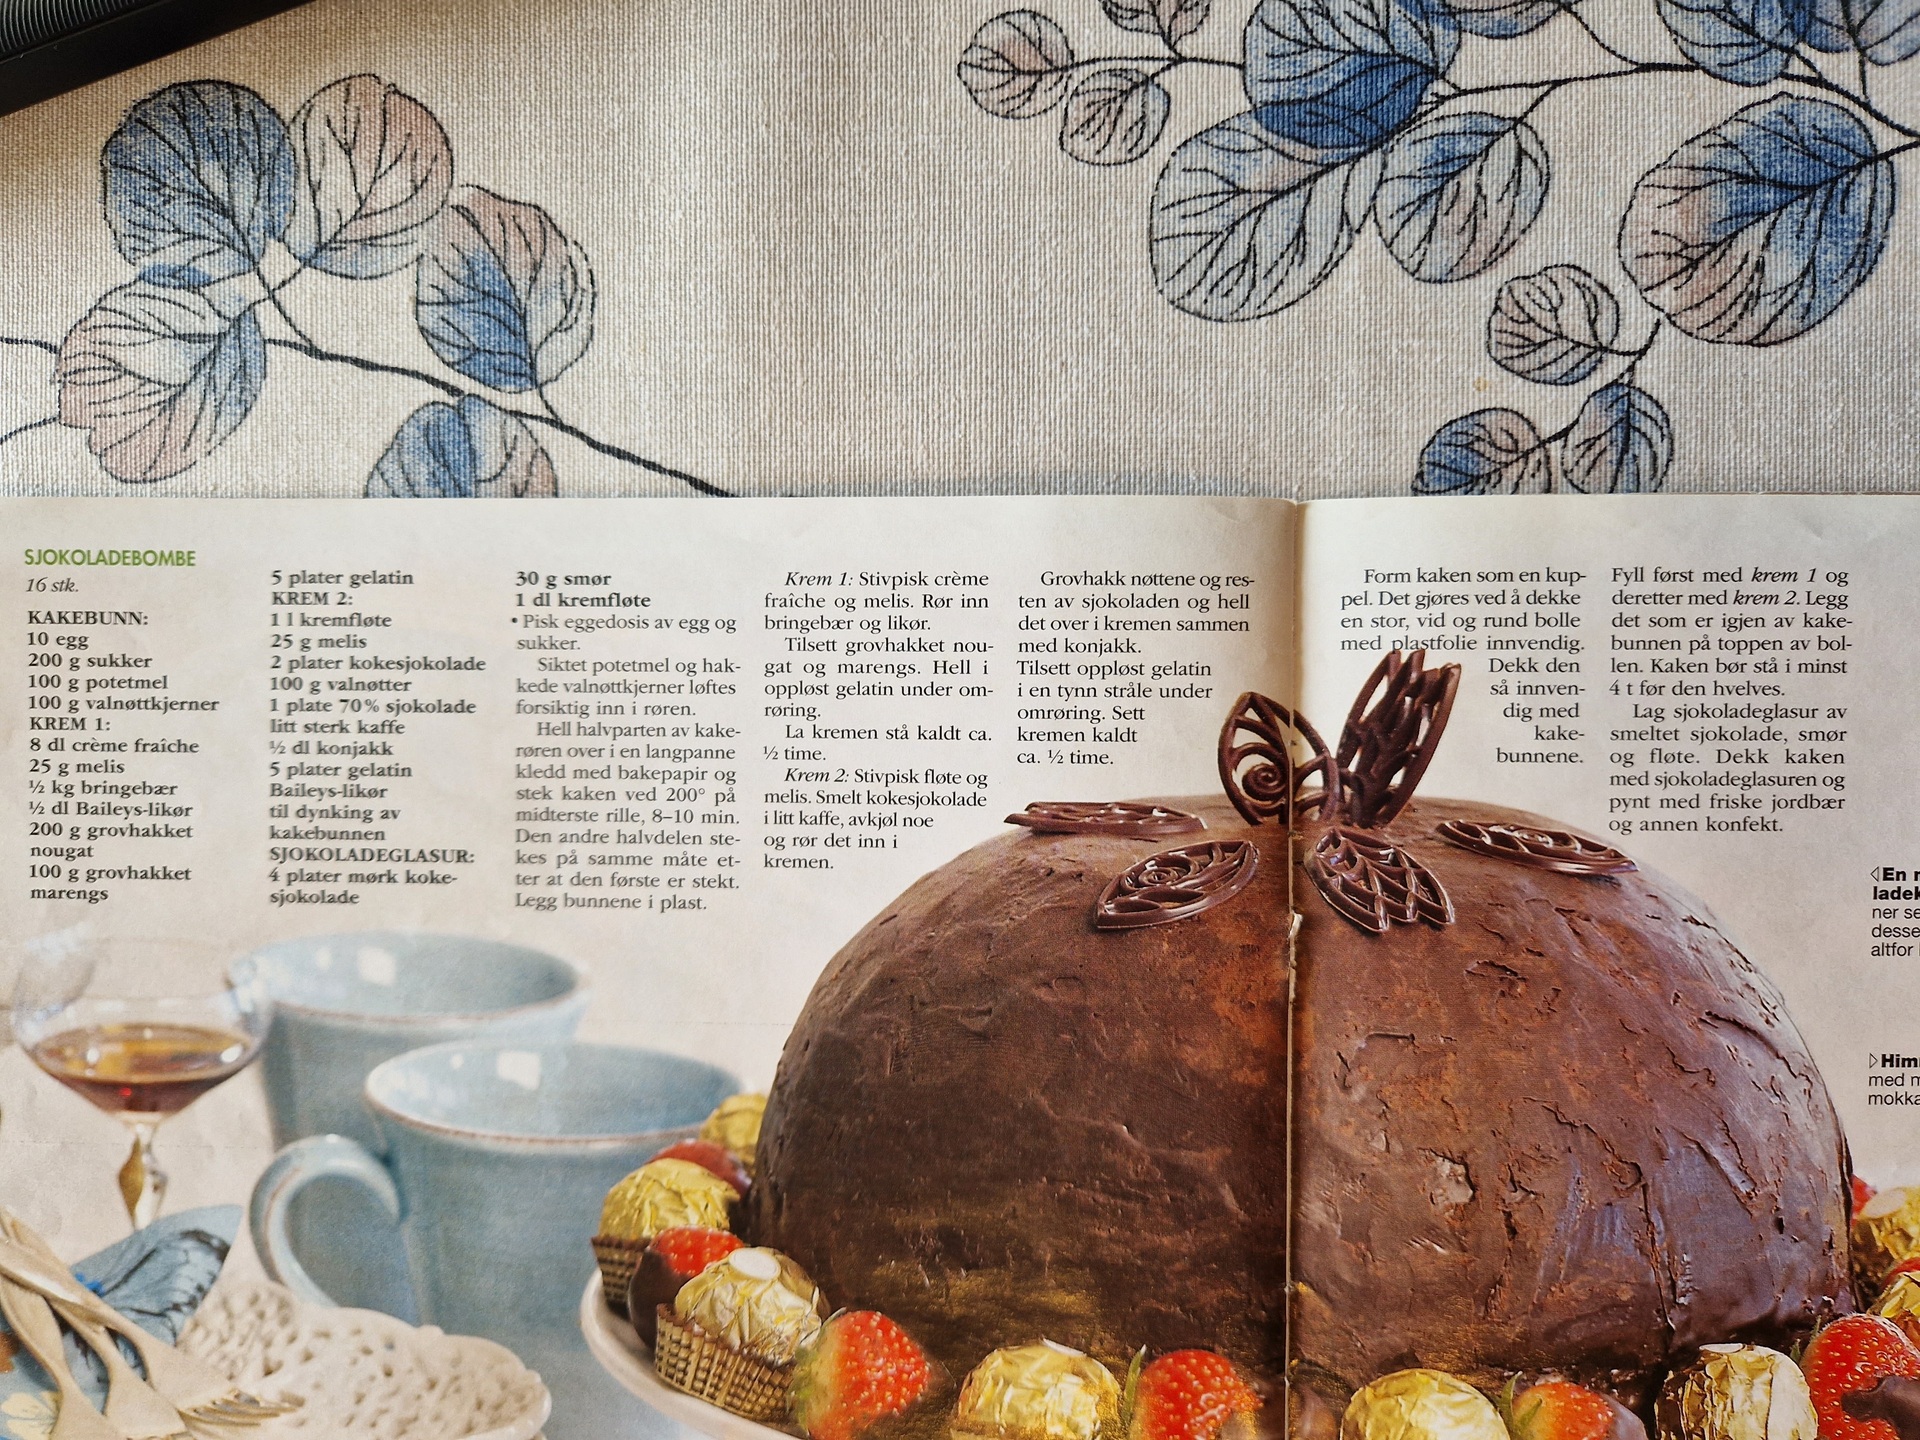 SJOKOLADEBOMBE
16 stk.
KAKEBUNN:
10 egg
200 g sukker
100 g potetmel
100 g valnøttkjerner
KREM 1:
8 dl crème fraîche
25 g melis
½ kg bringebær
½ dl Baileys-likør
200 g grovhakket
nougat
100 g grovhakket
marengs
5 plater gelatin
KREM 2:
1 l kremfløte
25 g melis
2 plater kokesjokolade
100 g valnøtter
1 plate 70% sjokolade
litt sterk kaffe
½ dl konjakk
5 plater gelatin
Baileys-likør
til dynking av
kakebunnen
SJOKOLADEGLASUR:
4 plater mørk koke-
sjokolade
30 g smør
1 dl kremfløte
• Pisk eggedosis av egg og
sukker.
Siktet potetmel og hak-
kede valnøttkjerner løftes
forsiktig inn i røren.
Hell halvparten av kake-
røren over i en langpanne
kledd med bakepapir og
stek kaken ved 200° på
midterste rille, 8–10 min.
Den andre halvdelen ste-
kes på samme måte et-
ter at den første er stekt.
Legg bunnene i plast.
Krem 1: Stivpisk crème
fraîche og melis. Rør inn
bringebær og likør.
Tilsett grovhakket nou-
gat og marengs. Hell i
oppløst gelatin under om-
røring.
La kremen stå kaldt ca.
½ time.
Krem 2: Stivpisk fløte og
melis. Smelt kokesjokolade
i litt kaffe, avkjøl noe
og rør det inn i
kremen.
Grovhakk nøttene og res-
ten av sjokoladen og hell
det over i kremen sammen
med konjakk.
Tilsett oppløst gelatin
i en tynn stråle under
omrøring. Sett
kremen kaldt
ca. ½ time.
Form kaken som en kup-
pel. Det gjøres ved å dekke
en stor, vid og rund bolle
med plastfolie innvendig.
Dekk den
så innven-
dig med
kake-
bunnene.
Fyll først med krem 1 og
deretter med krem 2. Legg
det som er igjen av kake-
bunnen på toppen av bol-
len. Kaken bør stå i minst
4 t før den hvelves.
Lag sjokoladeglasur av
smeltet sjokolade, smør
og fløte. Dekk kaken
med sjokoladeglasuren og
pynt med friske jordbær
og annen konfekt.
En
ner
altfor
med